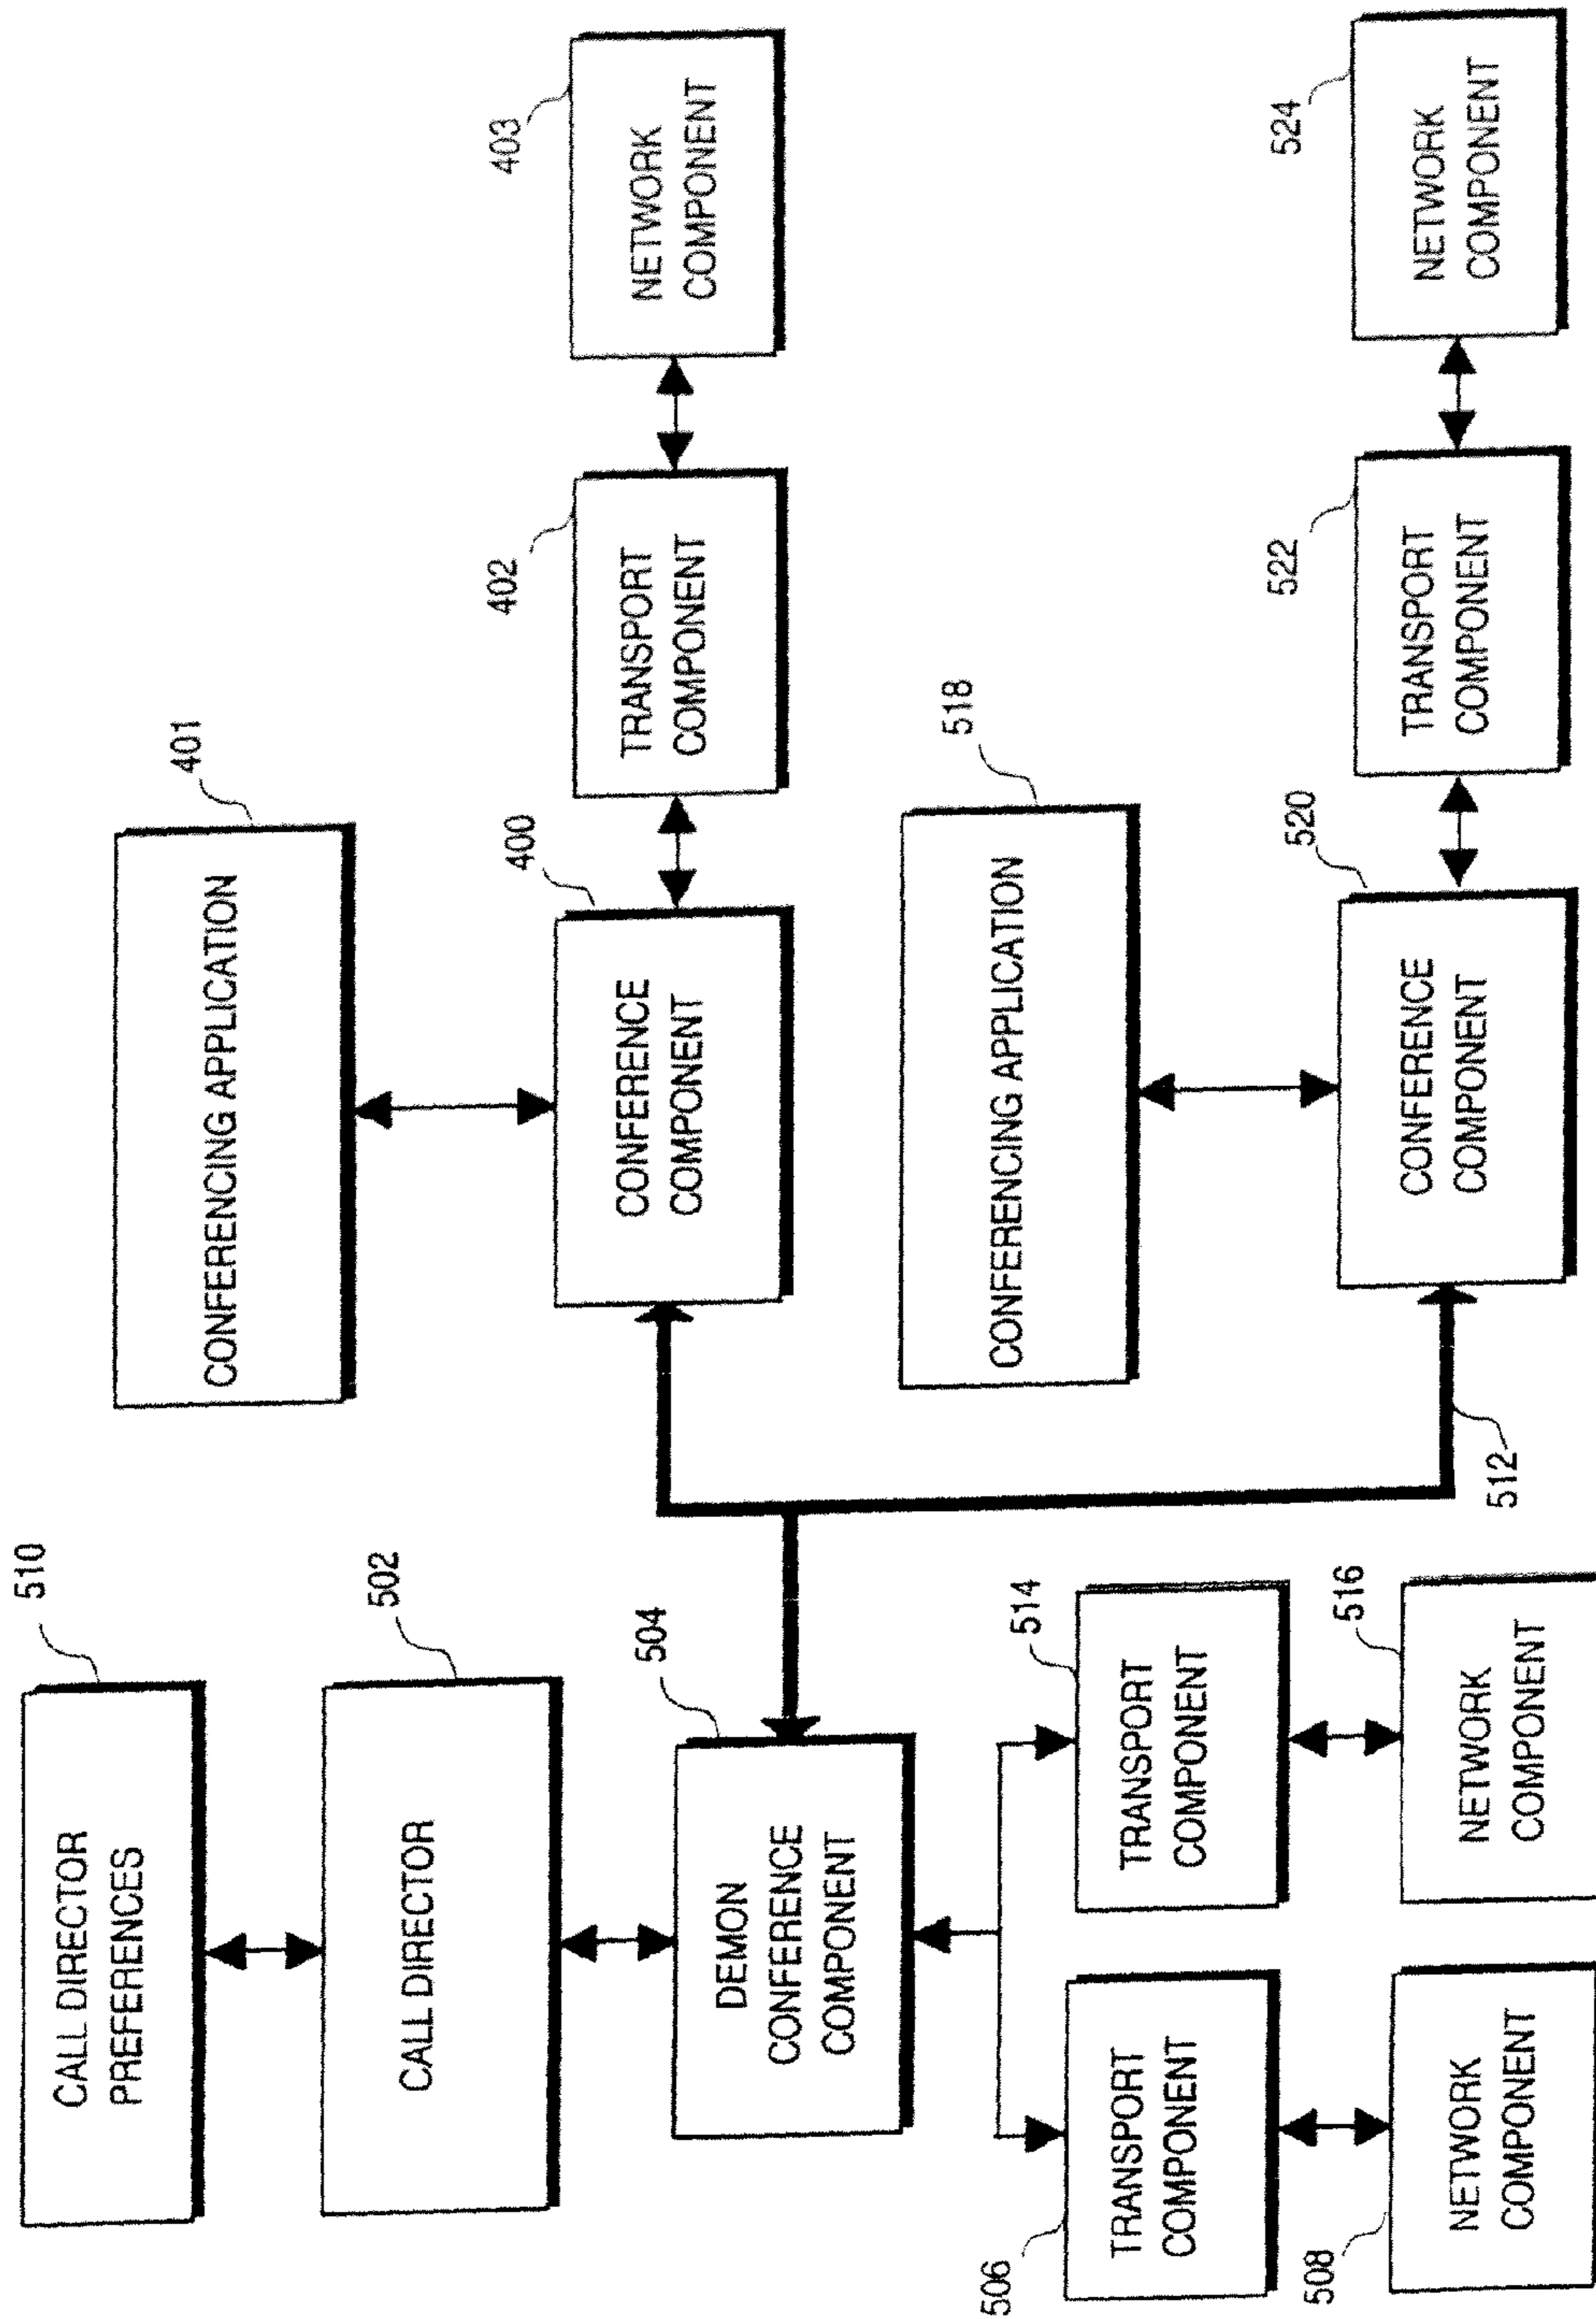 510
CALL DIRECTOR
PREFERENCES
502
CALL DIRECTOR
504
DEMON
CONFERENCE
COMPONENT
506
TRANSPORT
COMPONENT
514
TRANSPORT
COMPONENT
508
NETWORK
COMPONENT
516
NETWORK
COMPONENT
512
401
CONFERENCING APPLICATION
400
CONFERENCE
COMPONENT
402
TRANSPORT
COMPONENT
403
NETWORK
COMPONENT
518
CONFERENCING APPLICATION
520
CONFERENCE
COMPONENT
522
TRANSPORT
COMPONENT
524
NETWORK
COMPONENT